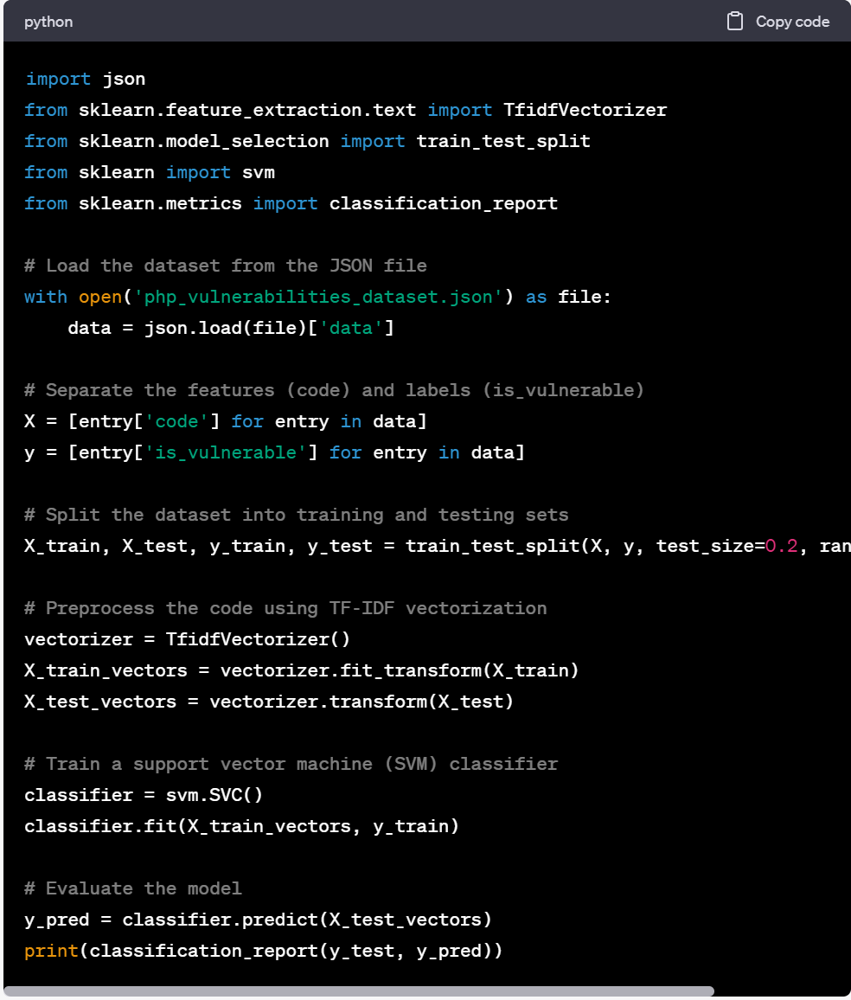 python
Copy code
import json
from sklearn.feature_extraction.text import TfidfVectorizer
from sklearn.model_selection import train_test_split
from sklearn import svm
from sklearn.metrics import classification_report
# Load the dataset from the JSON file
with open('php_vulnerabilities_dataset.json') as file:
    data = json.load(file)['data']
# Separate the features (code) and labels (is_vulnerable)
X = [entry['code'] for entry in data]
y = [entry['is_vulnerable'] for entry in data]
# Split the dataset into training and testing sets
X_train, X_test, y_train, y_test = train_test_split(X, y, test_size=0.2, ran
# Preprocess the code using TF-IDF vectorization
vectorizer = TfidfVectorizer()
X_train_vectors = vectorizer.fit_transform(X_train)
X_test_vectors = vectorizer.transform(X_test)
# Train a support vector machine (SVM) classifier
classifier = svm.SVC()
classifier.fit(X_train_vectors, y_train)
# Evaluate the model
y_pred = classifier.predict(X_test_vectors)
print(classification_report(y_test, y_pred))